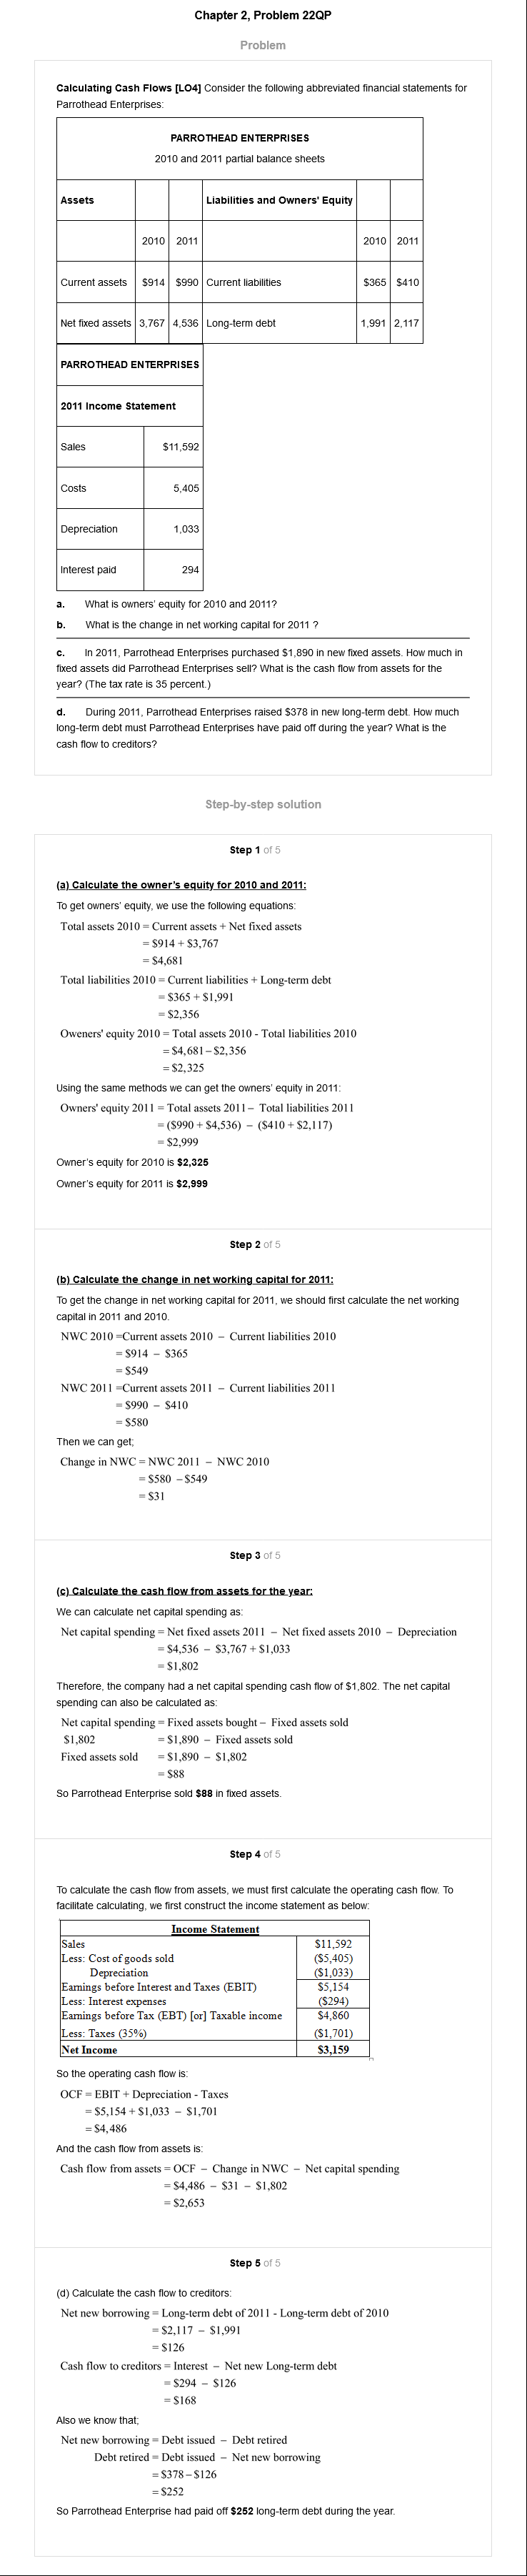 Chapter 2, Problem 22QP
Problem
Calculating Cash Flows [LO4] Consider the following abbreviated financial statements for
Parrothead Enterprises:
PARROTHEAD ENTERPRISES
2010 and 2011 partial balance sheets
Assets Liabilities and Owners' Equity
2010 2011 2010 2011
Current assets $914 $990 Current liabilities $365 $410
Net fixed assets 3,767 4,536 Long-term debt 1,991 2,117
PARROTHEAD ENTERPRISES
2011 Income Statement
Sales $11,592
Costs 5,405
Depreciation 1,033
Interest paid 294
a. What is owners' equity for 2010 and 2011?
b. What is the change in net working capital for 2011 ?
c. In 2011, Parrothead Enterprises purchased $1,890 in new fixed assets. How much in
fixed assets did Parrothead Enterprises sell? What is the cash flow from assets for the
year? (The tax rate is 35 percent.)
d. During 2011, Parrothead Enterprises raised $378 in new long-term debt. How much
long-term debt must Parrothead Enterprises have paid off during the year? What is the
cash flow to creditors?
Step-by-step solution
Step 1 of 5
(a) Calculate the owner's equity for 2010 and 2011:
To get owners' equity, we use the following equations:
Total assets 2010 = Current assets + Net fixed assets
= $914 + $3,767
= $4,681
Total liabilities 2010 = Current liabilities + Long-term debt
= $365 + $1,991
= $2,356
Oweners' equity 2010 = Total assets 2010 - Total liabilities 2010
= $4,681 – $2,356
= $2,325
Using the same methods we can get the owners' equity in 2011:
Owners' equity 2011 = Total assets 2011 – Total liabilities 2011
= ($990 + $4,536) – ($410 + $2,117)
= $2,999
Owner's equity for 2010 is $2,325
Owner's equity for 2011 is $2,999
Step 2 of 5
(b) Calculate the change in net working capital for 2011:
To get the change in net working capital for 2011, we should first calculate the net working
capital in 2011 and 2010.
NWC 2010 =Current assets 2010 – Current liabilities 2010
= $914 – $365
= $549
NWC 2011 =Current assets 2011 – Current liabilities 2011
= $990 – $410
= $580
Then we can get;
Change in NWC = NWC 2011 – NWC 2010
= $580 – $549
= $31
Step 3 of 5
(c) Calculate the cash flow from assets for the year:
We can calculate net capital spending as:
Net capital spending = Net fixed assets 2011 – Net fixed assets 2010 – Depreciation
= $4,536 – $3,767 + $1,033
= $1,802
Therefore, the company had a net capital spending cash flow of $1,802. The net capital
spending can also be calculated as:
Net capital spending = Fixed assets bought – Fixed assets sold
$1,802 = $1,890 – Fixed assets sold
Fixed assets sold = $1,890 – $1,802
= $88
So Parrothead Enterprise sold $88 in fixed assets.
Step 4 of 5
To calculate the cash flow from assets, we must first calculate the operating cash flow. To
facilitate calculating, we first construct the income statement as below:
Income Statement
Sales $11,592
Less: Cost of goods sold ($5,405)
Depreciation ($1,033)
Earnings before Interest and Taxes (EBIT) $5,154
Less: Interest expenses ($294)
Earnings before Tax (EBT) [or] Taxable income $4,860
Less: Taxes (35%) ($1,701)
Net Income $3,159
So the operating cash flow is:
OCF = EBIT + Depreciation - Taxes
= $5,154 + $1,033 – $1,701
= $4,486
And the cash flow from assets is:
Cash flow from assets = OCF – Change in NWC – Net capital spending
= $4,486 – $31 – $1,802
= $2,653
Step 5 of 5
(d) Calculate the cash flow to creditors:
Net new borrowing = Long-term debt of 2011 - Long-term debt of 2010
= $2,117 – $1,991
= $126
Cash flow to creditors = Interest – Net new Long-term debt
= $294 – $126
= $168
Also we know that;
Net new borrowing = Debt issued – Debt retired
Debt retired = Debt issued – Net new borrowing
= $378 – $126
= $252
So Parrothead Enterprise had paid off $252 long-term debt during the year.